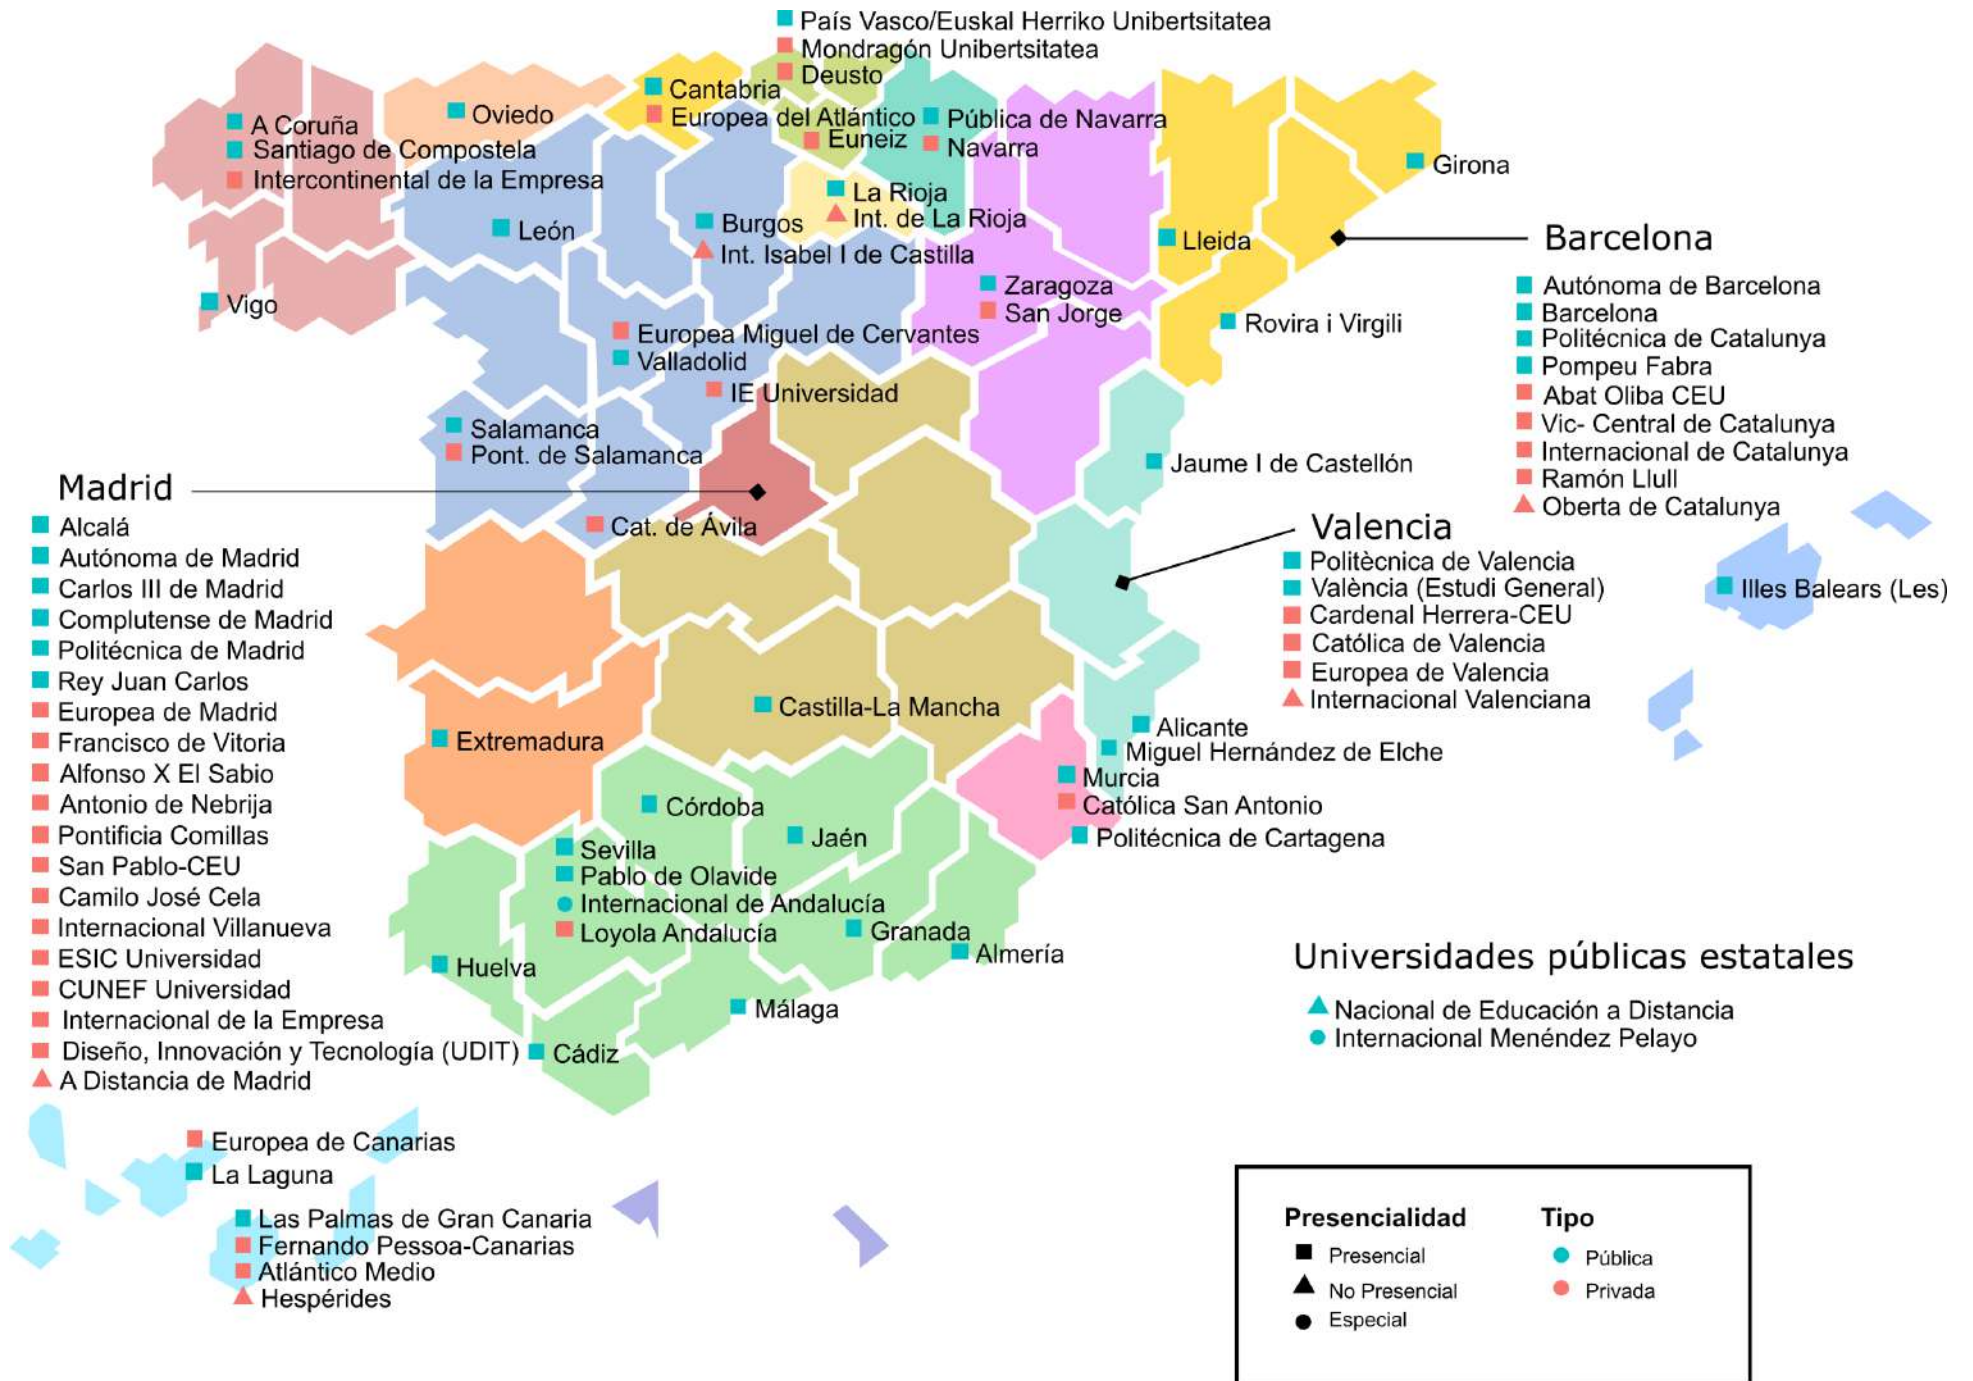 País Vasco/Euskal Herriko Unibertsitatea
Mondragón Unibertsitatea
Deusto
Cantabria
Europea del Atlántico
Euneiz
Pública de Navarra
Navarra
Oviedo
A Coruña
Santiago de Compostela
Intercontinental de la Empresa
Vigo
León
Burgos
Int. Isabel I de Castilla
La Rioja
Int. de La Rioja
Zaragoza
San Jorge
Lleida
Girona
Rovira i Virgili
Barcelona
Autónoma de Barcelona
Barcelona
Politécnica de Catalunya
Pompeu Fabra
Abat Oliba CEU
Vic- Central de Catalunya
Internacional de Catalunya
Ramón Llull
Oberta de Catalunya
Europea Miguel de Cervantes
Valladolid
IE Universidad
Salamanca
Pont. de Salamanca
Cat. de Ávila
Jaume I de Castellón
Madrid
Alcalá
Autónoma de Madrid
Carlos III de Madrid
Complutense de Madrid
Politécnica de Madrid
Rey Juan Carlos
Europea de Madrid
Francisco de Vitoria
Alfonso X El Sabio
Antonio de Nebrija
Pontificia Comillas
San Pablo-CEU
Camilo José Cela
Internacional Villanueva
ESIC Universidad
CUNEF Universidad
Internacional de la Empresa
Diseño, Innovación y Tecnología (UDIT)
A Distancia de Madrid
Valencia
Politècnica de Valencia
València (Estudi General)
Cardenal Herrera-CEU
Católica de Valencia
Europea de Valencia
Internacional Valenciana
Illes Balears (Les)
Castilla-La Mancha
Extremadura
Alicante
Miguel Hernández de Elche
Murcia
Católica San Antonio
Politécnica de Cartagena
Córdoba
Jaén
Sevilla
Pablo de Olavide
Internacional de Andalucía
Loyola Andalucía
Granada
Almería
Huelva
Málaga
Cádiz
Universidades públicas estatales
Nacional de Educación a Distancia
Internacional Menéndez Pelayo
Europea de Canarias
La Laguna
Las Palmas de Gran Canaria
Fernando Pessoa-Canarias
Atlántico Medio
Hespérides
Presencialidad
Presencial
No Presencial
Especial
Tipo
Pública
Privada